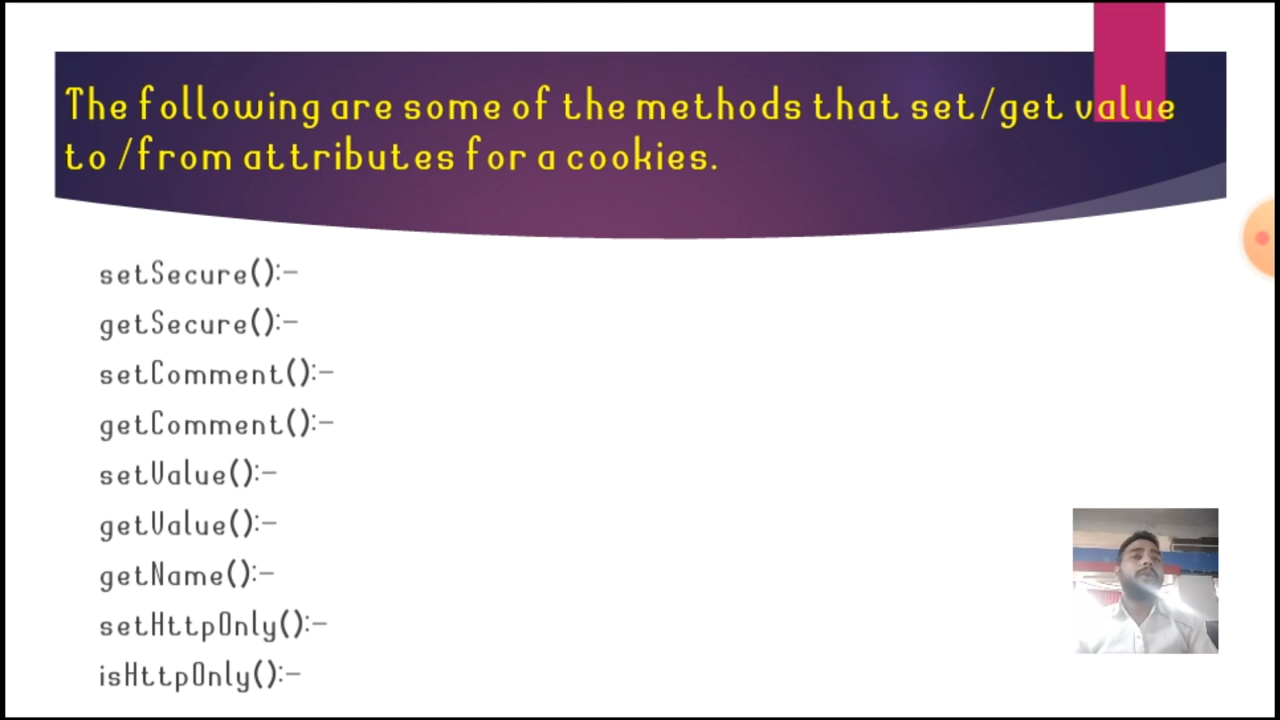 The following are some of the methods that set/get value
to /from attributes for a cookies.
setSecure():-
getSecure():-
setComment():-
getComment():-
setValue():-
getValue():-
getName():-
setHttpOnly():-
isHttpOnly():-